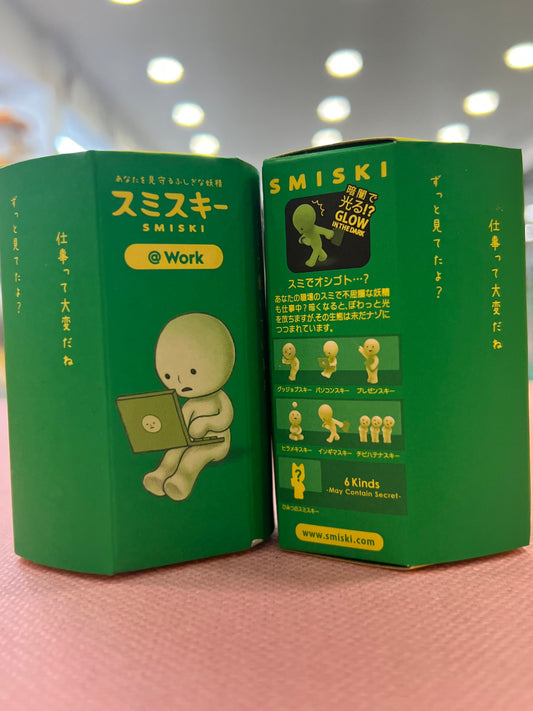 あなたを見守るふしぎな妖精
スミスキー
SMISKI
@ Work
ずっと見てたよ？
仕事って大変だね
SMISKI
暗闇で
光る!?
GLOW
IN THE DARK
スミでオシゴト…？
あなたの職場のスミで不思議な妖精
も仕事中？暗くなると、ぼわっと光
を放ちますが、その生態は未だナゾに
つつまれています。
グッジョブスキー パソコンスキー プレゼンスキー
ヒラメキスキー インギマスキー チビハテナスキー
?
ひみつのスミスキー
6 Kinds
-May Contain Secret-
www.smiski.com
ずっと見てたよ？
仕事って大変だね